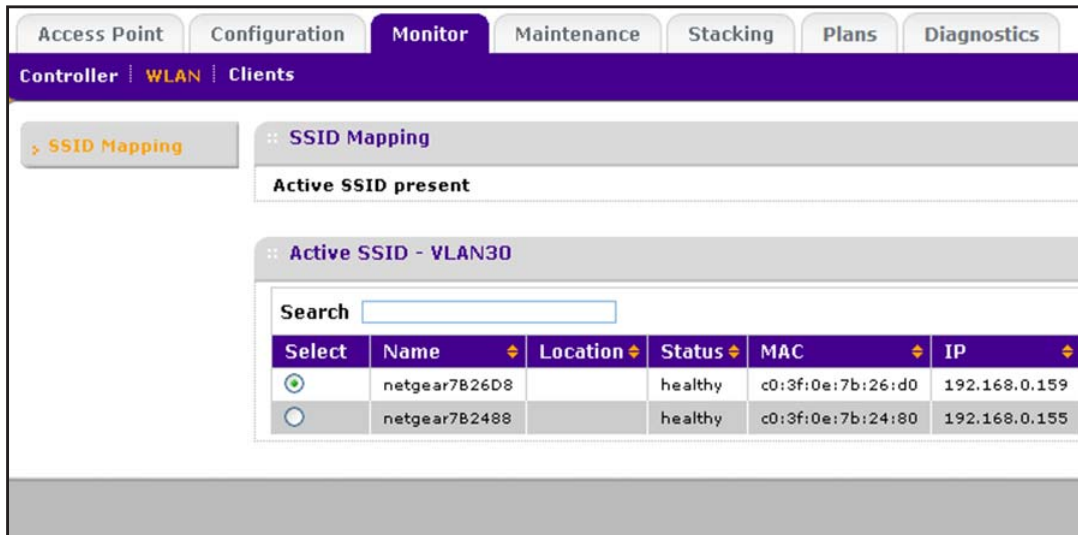 Access Point Configuration Monitor Maintenance Stacking Plans Diagnostics
Controller WLAN Clients
SSID Mapping
SSID Mapping
Active SSID present
Active SSID - VLAN30
Search
Select Name Location Status MAC IP
netgear7B26D8 healthy c0:3f:0e:7b:26:d0 192.168.0.159
netgear7B2488 healthy c0:3f:0e:7b:24:80 192.168.0.155